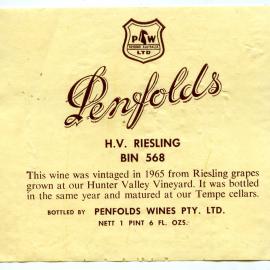 PW
LTD
Penfolds
H.V. RIESLING
BIN 568
This wine was vintaged in 1965 from Riesling grapes
grown at our Hunter Valley Vineyard. It was bottled
in the same year and matured at our Tempe cellars.
BOTTLED BY PENFOLDS WINES PTY. LTD.
NETT 1 PINT 6 FL. OZS.